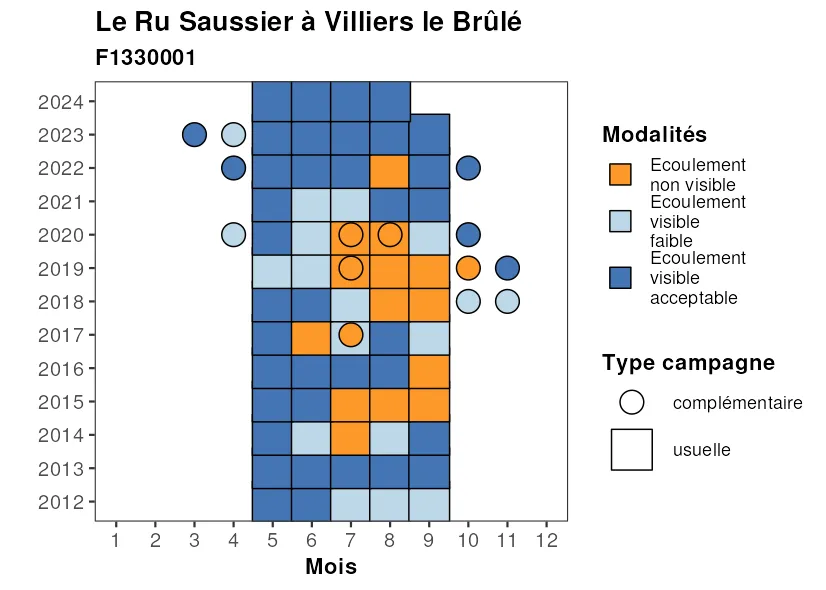 Le Ru Saussier à Villiers le Brûlé
F1330001
2024
2023
2022
2021
2020
2019
2018
2017
2016
2015
2014
2013
2012
1 2 3 4 5 6 7 8 9 10 11 12
Mois
Modalités
Ecoulement
non visible
Ecoulement
visible
faible
Ecoulement
visible
acceptable
Type campagne
complémentaire
usuelle